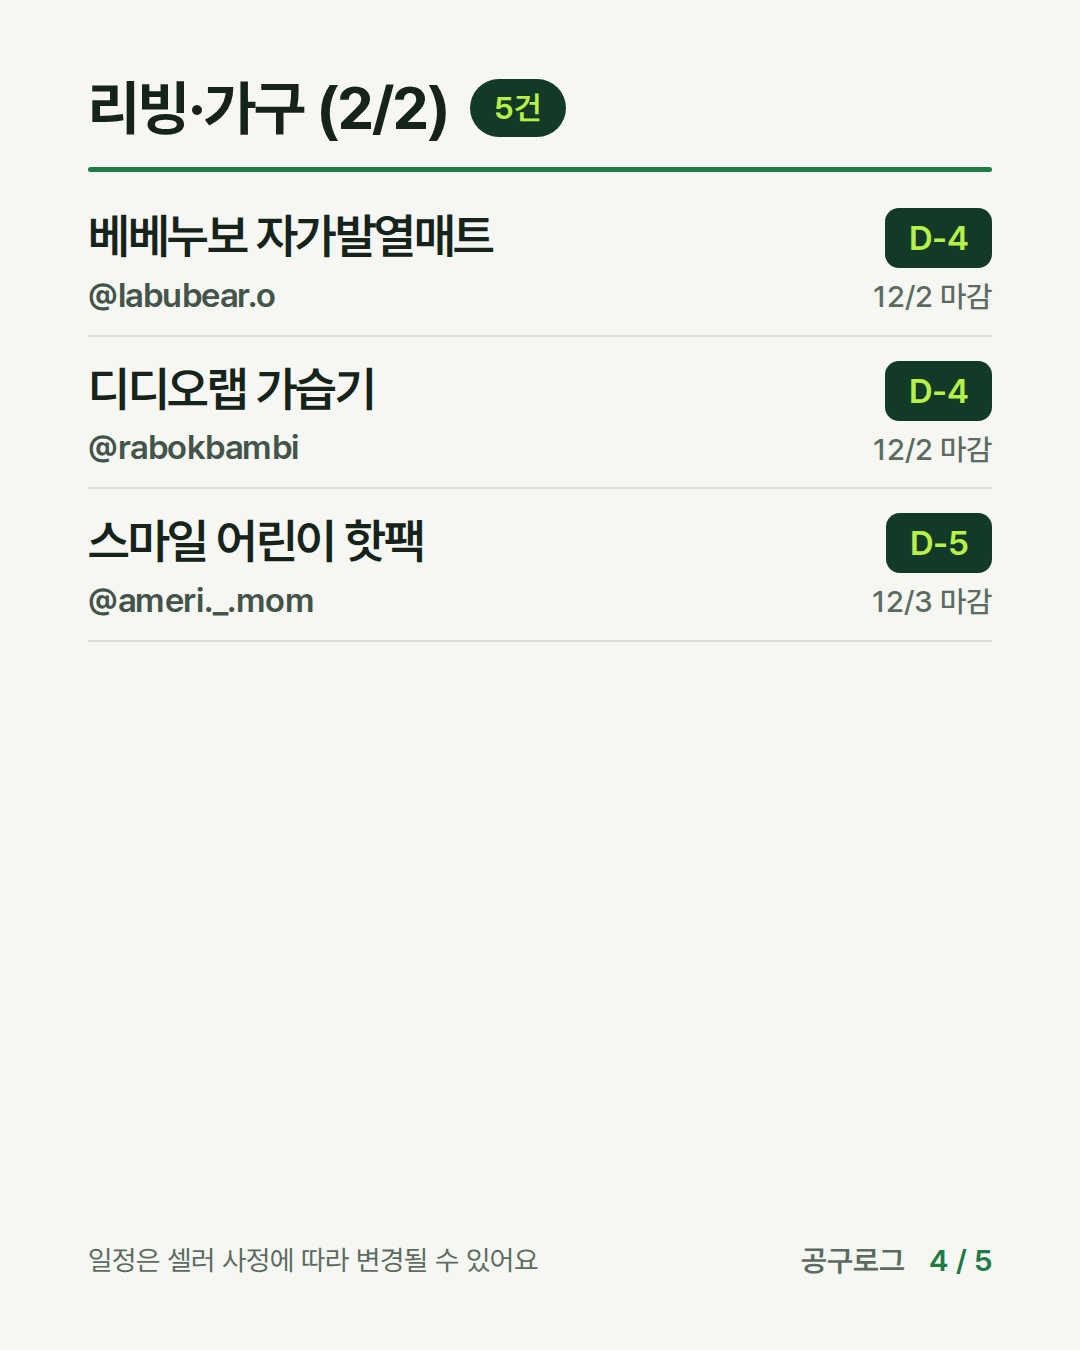 리빙·가구 (2/2) 5건
베베누보 자가발열매트 D-4
@labubear.o 12/2 마감
디디오랩 가습기 D-4
@rabokbambi 12/2 마감
스마일 어린이 핫팩 D-5
@ameri._.mom 12/3 마감
일정은 셀러 사정에 따라 변경될 수 있어요 공구로그 4 / 5